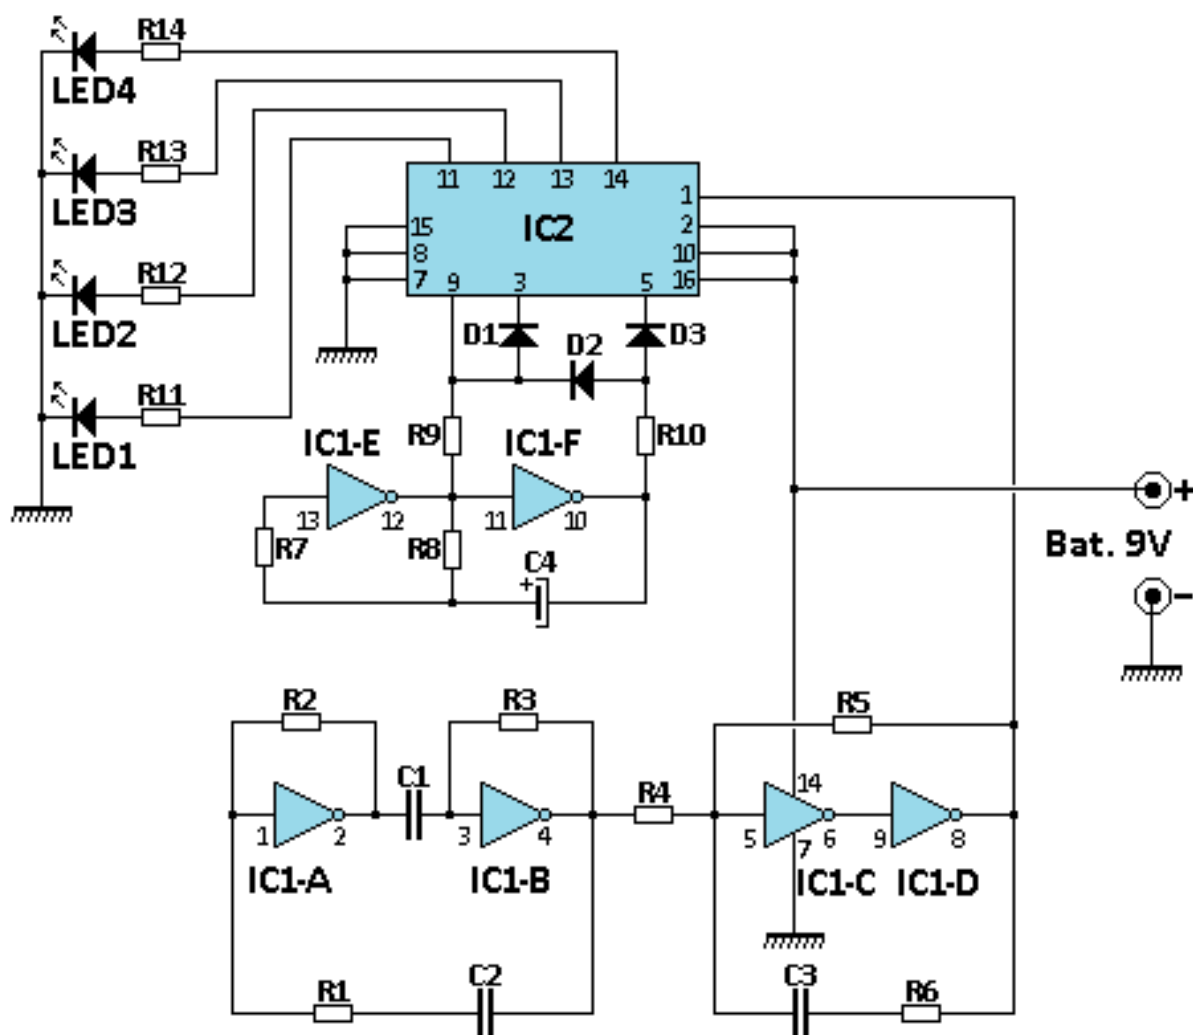 R14
LED4
R13
LED3
R12
LED2
R11
LED1
11 12 13 14
IC2
15
8
7
9 3 5
1
2
10
16
D1 D2 D3
R9 R10
IC1-E IC1-F
13 12 11 10
R7 R8
C4
+
+
Bat. 9V
-
R2 R3 R5
C1 R4
1 2 3 4 5 14 7 6 9 8
IC1-A IC1-B IC1-C IC1-D
R1 C2 C3 R6